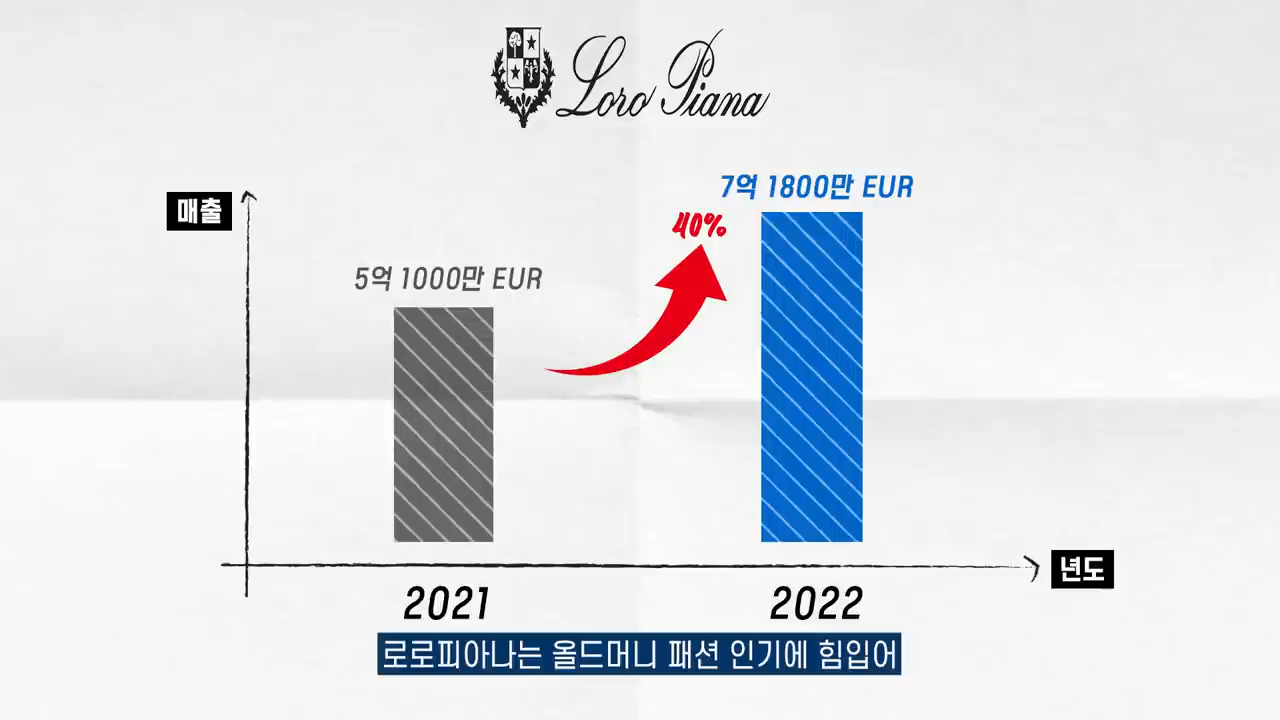 Loro Piana
매출
7억 1800만 EUR
40%
5억 1000만 EUR
년도
2021
2022
로로피아나는 올드머니 패션 인기에 힘입어